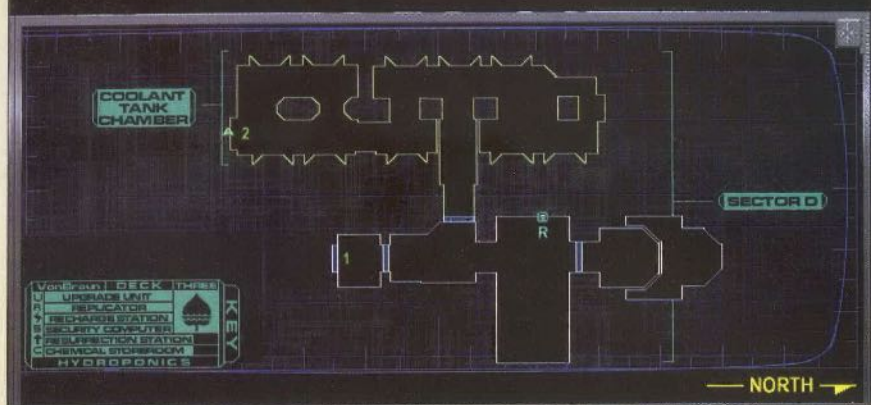 COOLANT
TANK
CHAMBER
2
SECTOR D
R
1
VonBraun DECK THREE
U UPGRADE UNIT
R REPLICATOR
RECHARGE STATION
S SECURITY COMPUTER
RESURRECTION STATION
C CHEMICAL STOREROOM
HYDROPONICS
KEY
NORTH